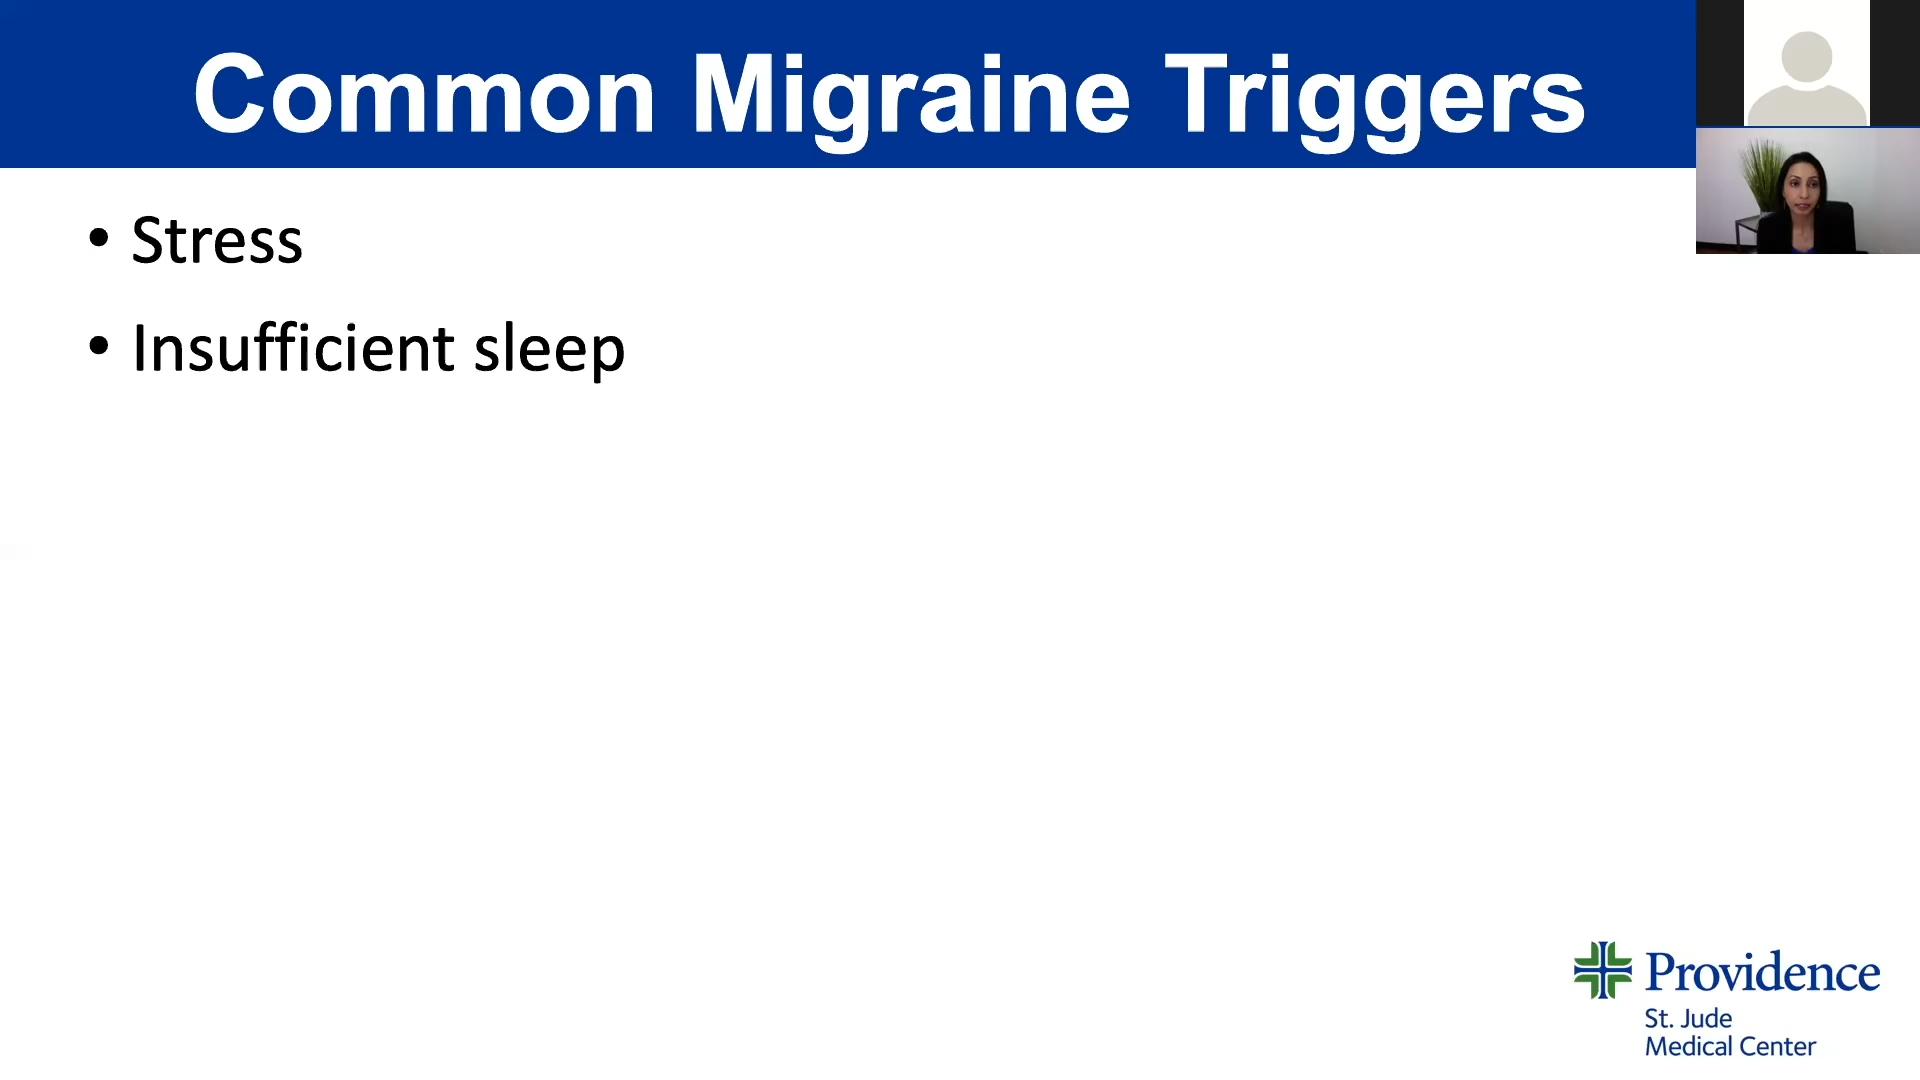 Common Migraine Triggers
• Stress
• Insufficient sleep
Providence
St. Jude
Medical Center